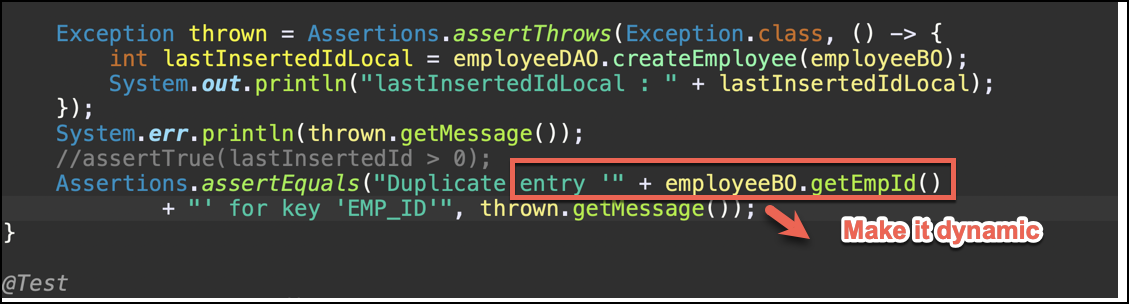 Exception thrown = Assertions.assertThrows(Exception.class, () -> {
int lastInsertedIdLocal = employeeDAO.createEmployee(employeeBO);
System.out.println("lastInsertedIdLocal : " + lastInsertedIdLocal);
});
System.err.println(thrown.getMessage());
//assertTrue(lastInsertedId > 0);
Assertions.assertEquals("Duplicate entry '" + employeeBO.getEmpId()
+ "' for key 'EMP_ID'", thrown.getMessage());
Make it dynamic
}
@Test